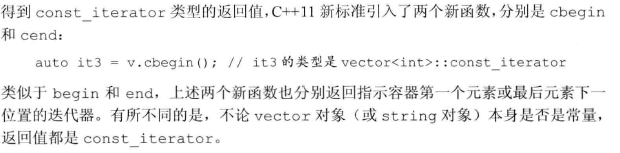 得到 const_iterator 类型的返回值,C++11 新标准引入了两个新函数,分别是 cbegin
和 cend:
auto it3 = v.cbegin(); // it3 的类型是 vector<int>::const_iterator
类似于 begin 和 end，上述两个新函数也分别返回指示容器第一个元素或最后元素下一
位置的迭代器。有所不同的是，不论 vector 对象（或 string 对象）本身是否是常量，
返回值都是 const_iterator。